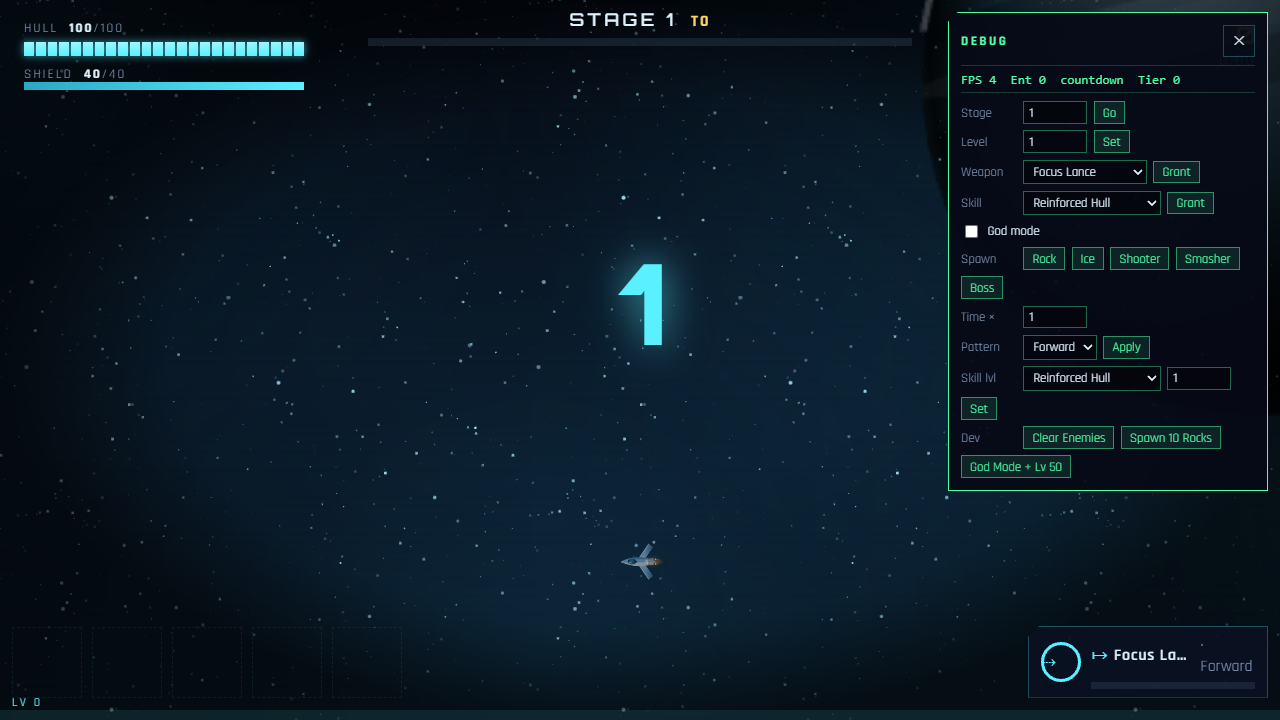 HULL 100/100
STAGE 1 T0
SHIELD 40/40
1
DEBUG
×
FPS 4 Ent 0 countdown Tier 0
Stage 1 Go
Level 1 Set
Weapon Focus Lance Grant
Skill Reinforced Hull Grant
God mode
Spawn Rock Ice Shooter Smasher
Boss
Time × 1
Pattern Forward Apply
Skill lvl Reinforced Hull 1
Set
Dev Clear Enemies Spawn 10 Rocks
God Mode + Lv 50
↦ Focus La… · Forward
LV 0